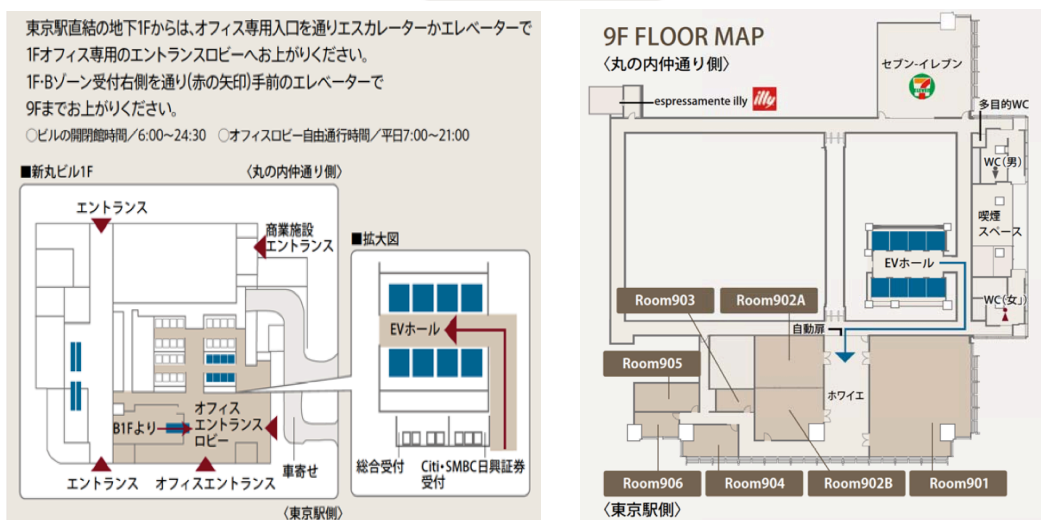 東京駅直結の地下1Fからは、オフィス専用入口を通りエスカレーターかエレベーターで
1Fオフィス専用のエントランスロビーへお上がりください。
1F・Bゾーン受付右側を通り(赤の矢印)手前のエレベーターで
9Fまでお上がりください。
○ビルの開閉館時間／6:00〜24:30 ○オフィスロビー自由通行時間／平日7:00〜21:00
■新丸ビル1F
〈丸の内仲通り側〉
エントランス
商業施設
エントランス
オフィス
エントランス
ロビー
B1Fより
車寄せ
エントランス
オフィスエントランス
〈東京駅側〉
■拡大図
EVホール
総合受付
Citi・SMBC日興証券
受付
9F FLOOR MAP
〈丸の内仲通り側〉
セブン-イレブン
espressamente illy
illy
多目的WC
WC(男)
喫煙
スペース
EVホール
WC(女」)
Room903
Room902A
自動扉
Room905
ホワイエ
Room906
Room904
Room902B
Room901
〈東京駅側〉